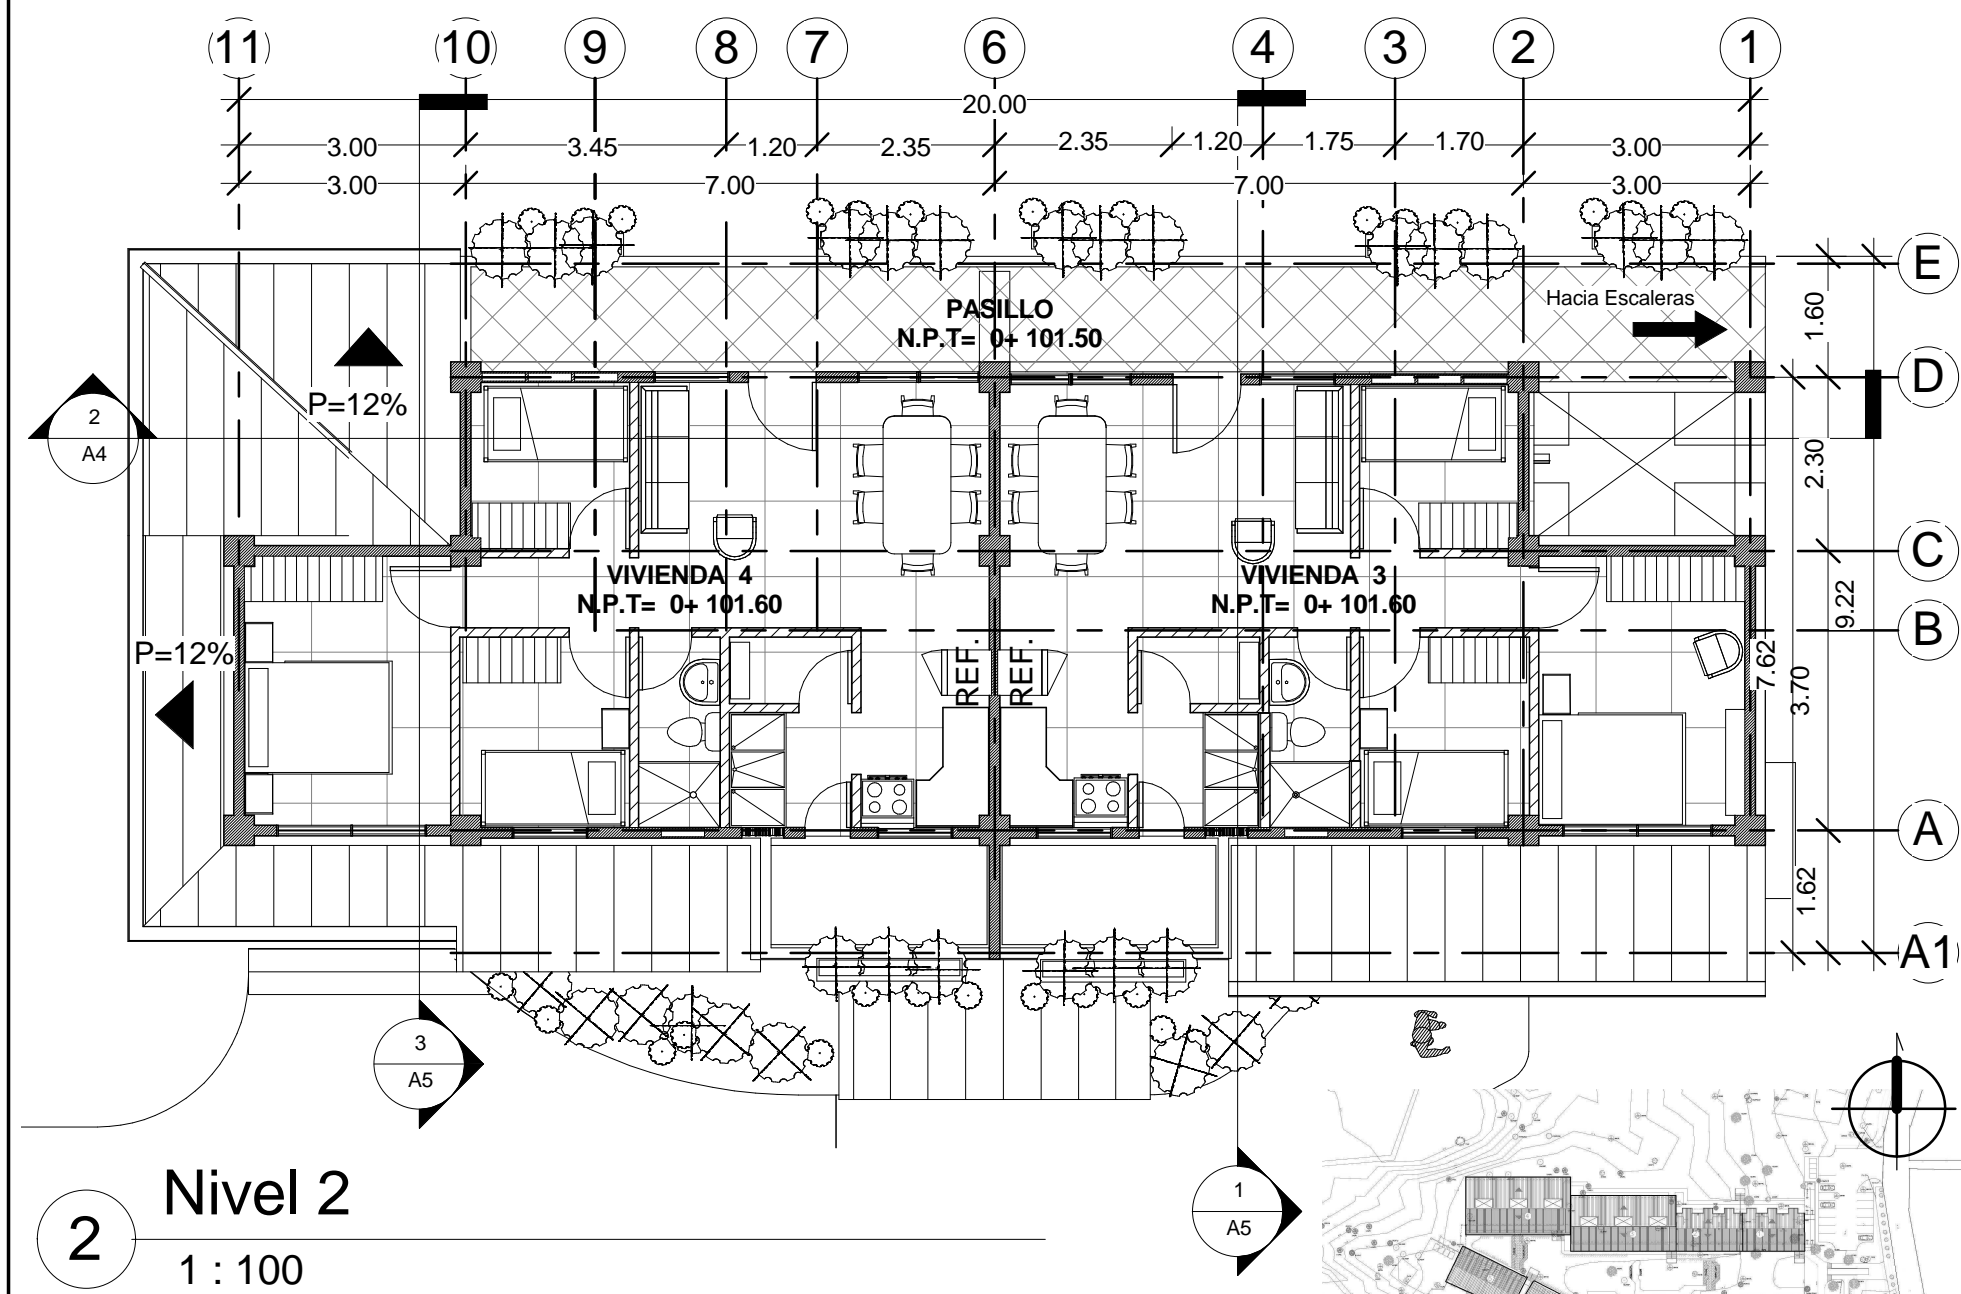 11 10 9 8 7 6 4 3 2 1
20.00
3.00 3.45 1.20 2.35 2.35 1.20 1.75 1.70 3.00
3.00 7.00 7.00 3.00
E
PASILLO
N.P.T= 0+ 101.50
Hacia Escaleras
1.60
D
P=12%
2
A4
2.30
C
VIVIENDA 4
N.P.T= 0+ 101.60
VIVIENDA 3
N.P.T= 0+ 101.60
9.22
B
P=12%
REF.
REF.
7.62
3.70
A
1.62
A1
3
A5
1
A5
2
Nivel 2
1 : 100